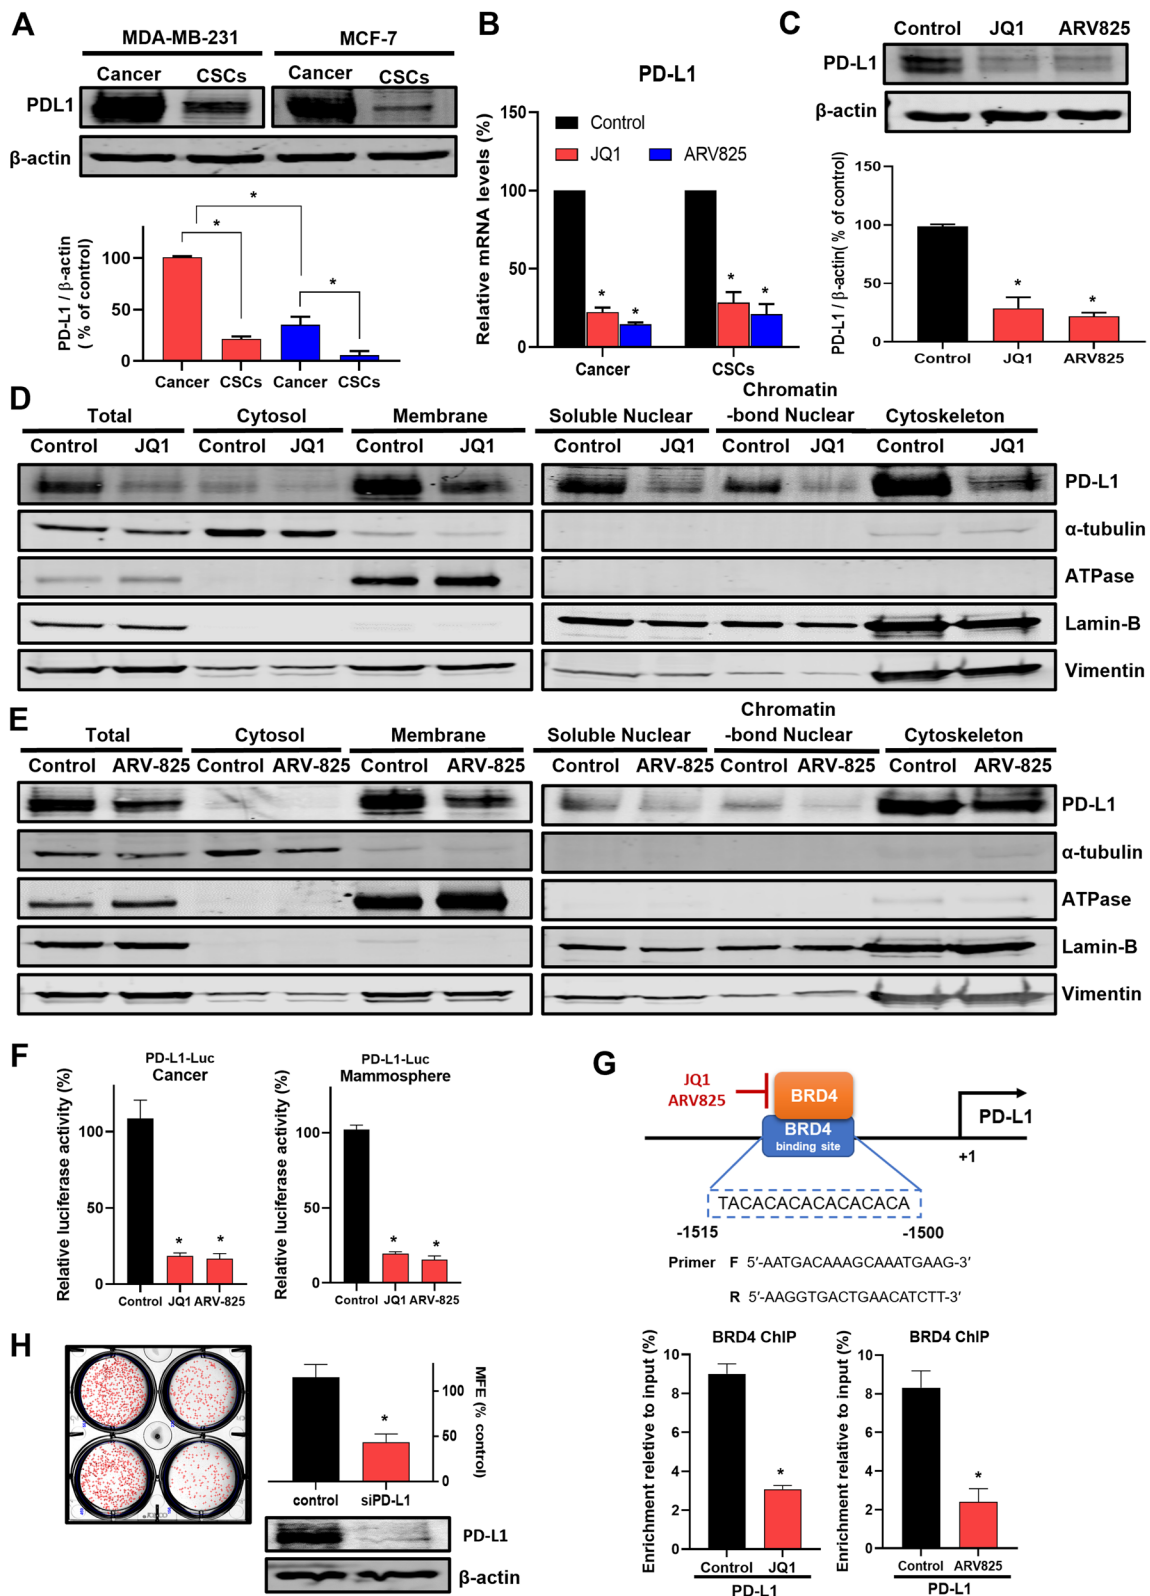 A
MDA-MB-231 MCF-7
Cancer CSCs Cancer CSCs
PDL1
β-actin
PD-L1 / β-actin
( % of control)
100
50
0
* * *
Cancer CSCs Cancer CSCs
B
PD-L1
Relative mRNA levels (%)
150
100
50
0
Control
JQ1 ARV825
* * * *
Cancer CSCs
C
Control JQ1 ARV825
PD-L1
β-actin
PD-L1 / β-actin( % of control)
150
100
50
0
* *
Control JQ1 ARV825
D
Total Cytosol Membrane Soluble Nuclear Chromatin
-bond Nuclear Cytoskeleton
Control JQ1 Control JQ1 Control JQ1 Control JQ1 Control JQ1 Control JQ1
PD-L1
α-tubulin
ATPase
Lamin-B
Vimentin
E
Total Cytosol Membrane Soluble Nuclear Chromatin
-bond Nuclear Cytoskeleton
Control ARV-825 Control ARV-825 Control ARV-825 Control ARV-825 Control ARV-825 Control ARV-825
PD-L1
α-tubulin
ATPase
Lamin-B
Vimentin
F
PD-L1-Luc
Cancer
Relative luciferase activity (%)
100
50
0
* *
Control JQ1 ARV-825
PD-L1-Luc
Mammosphere
Relative luciferase activity (%)
100
50
0
* *
Control JQ1 ARV-825
G
JQ1
ARV825
BRD4
BRD4
binding site
PD-L1
+1
TACACACACACACACA
-1515 -1500
Primer F 5′-AATGACAAAGCAAATGAAG-3′
R 5′-AAGGTGACTGAACATCTT-3′
BRD4 ChIP
Enrichment reletive to input (%)
10
8
6
4
2
0
*
Control JQ1
PD-L1
BRD4 ChIP
Enrichment relative to input (%)
10
8
6
4
2
0
*
Control ARV825
PD-L1
H
MFE (% control)
100
50
0
*
control siPD-L1
PD-L1
β-actin